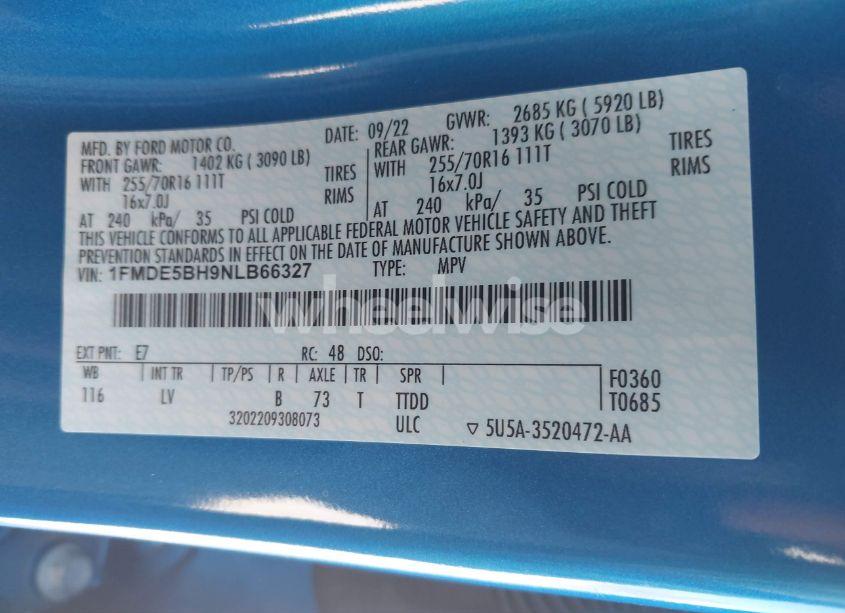 MFD. BY FORD MOTOR CO.
DATE: 09/22 GVWR: 2685 KG ( 5920 LB)
FRONT GAWR: 1402 KG ( 3090 LB)
REAR GAWR: 1393 KG ( 3070 LB)
WITH 255/70R16 111T TIRES
WITH 255/70R16 111T TIRES
16x7.0J RIMS
16x7.0J RIMS
AT 240 kPa/ 35 PSI COLD
AT 240 kPa/ 35 PSI COLD
THIS VEHICLE CONFORMS TO ALL APPLICABLE FEDERAL MOTOR VEHICLE SAFETY AND THEFT
PREVENTION STANDARDS IN EFFECT ON THE DATE OF MANUFACTURE SHOWN ABOVE.
VIN: 1FMDE5BH9NLB66327 TYPE: MPV
wheelwise
EXT PNT: E7 RC: 48 DSO:
WB INT TR TP/PS R AXLE TR SPR F0360
116 LV B 73 T TTDD T0685
3202209308073 ULC ▽ 5U5A-3520472-AA